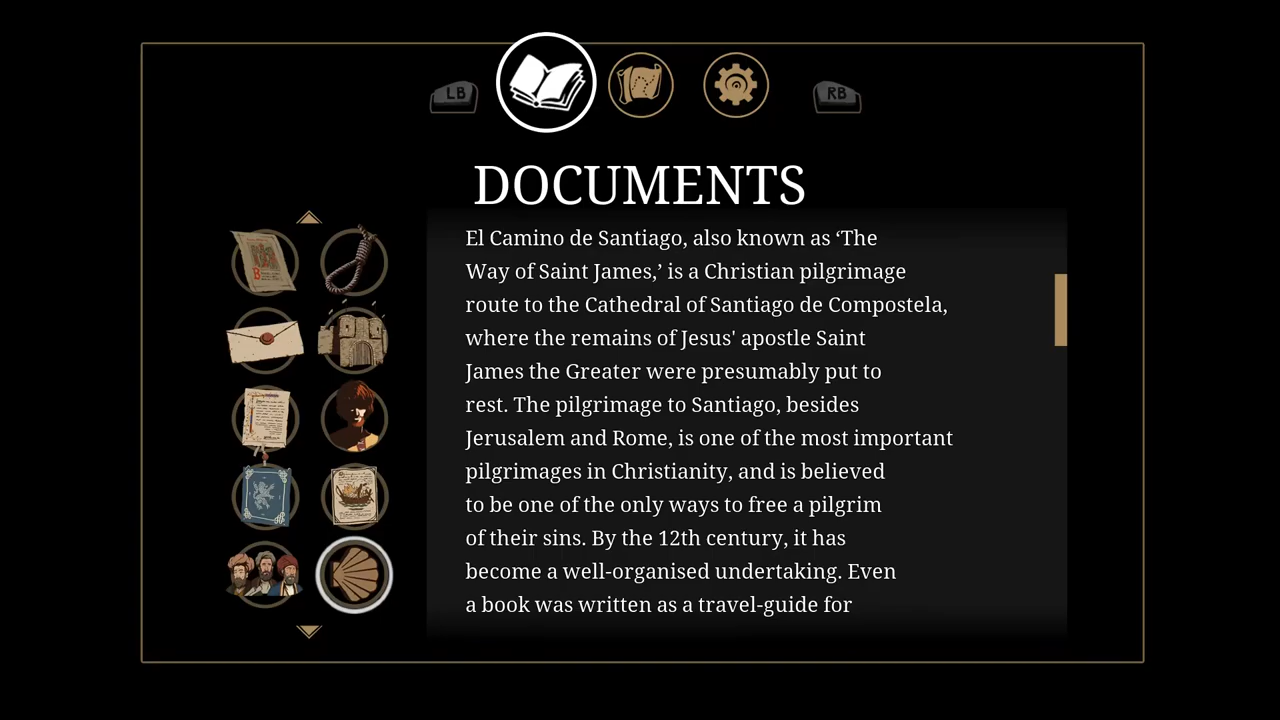 LB
RB
DOCUMENTS
El Camino de Santiago, also known as ‘The
Way of Saint James,’ is a Christian pilgrimage
route to the Cathedral of Santiago de Compostela,
where the remains of Jesus' apostle Saint
James the Greater were presumably put to
rest. The pilgrimage to Santiago, besides
Jerusalem and Rome, is one of the most important
pilgrimages in Christianity, and is believed
to be one of the only ways to free a pilgrim
of their sins. By the 12th century, it has
become a well-organised undertaking. Even
a book was written as a travel-guide for